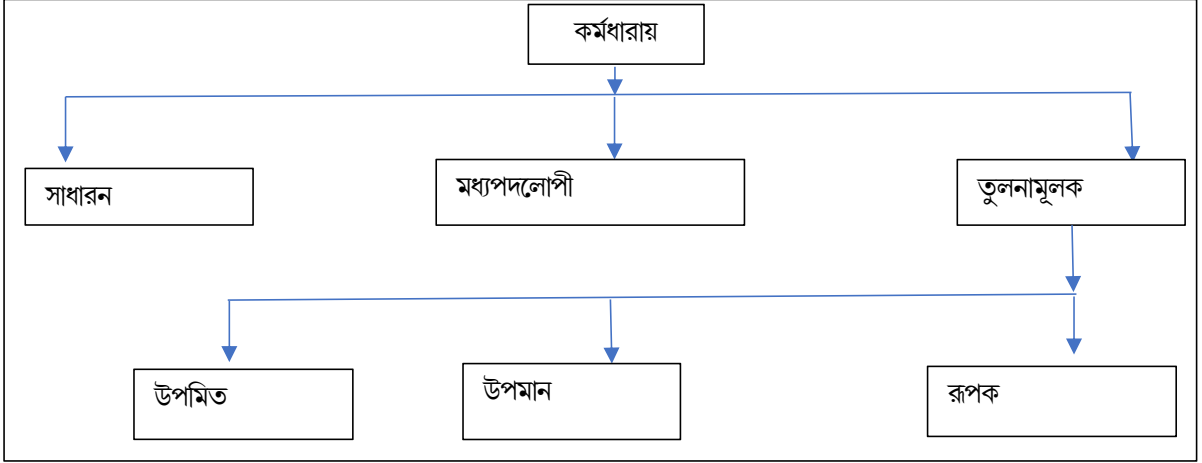 কর্মধারায়
সাধারন
মধ্যপদলোপী
তুলনামূলক
উপমিত
উপমান
রূপক